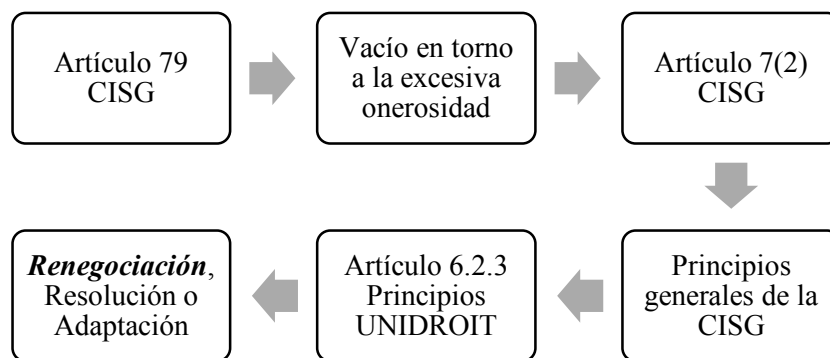 Artículo 79
CISG
Vacío en torno
a la excesiva
onerosidad
Artículo 7(2)
CISG
Principios
generales de la
CISG
Artículo 6.2.3
Principios
UNIDROIT
Renegociación,
Resolución o
Adaptación